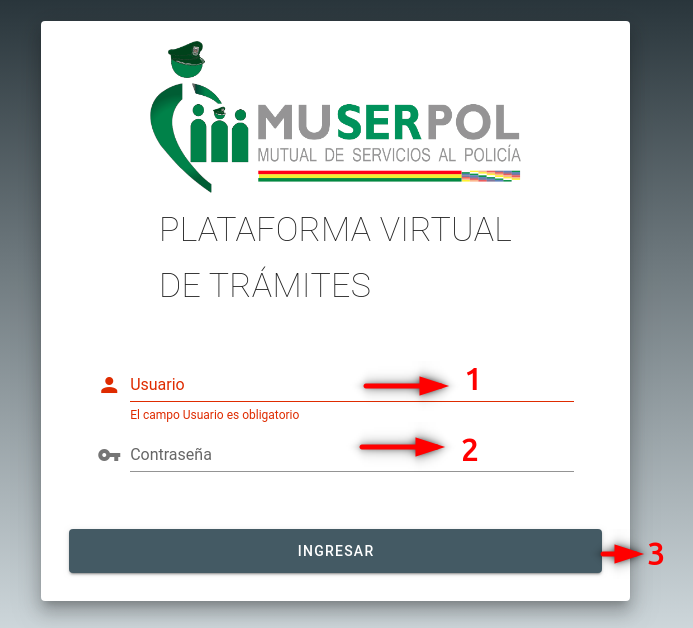 MUSERPOL
MUTUAL DE SERVICIOS AL POLICÍA
PLATAFORMA VIRTUAL
DE TRÁMITES
Usuario 1
El campo Usuario es obligatorio
Contraseña 2
INGRESAR 3